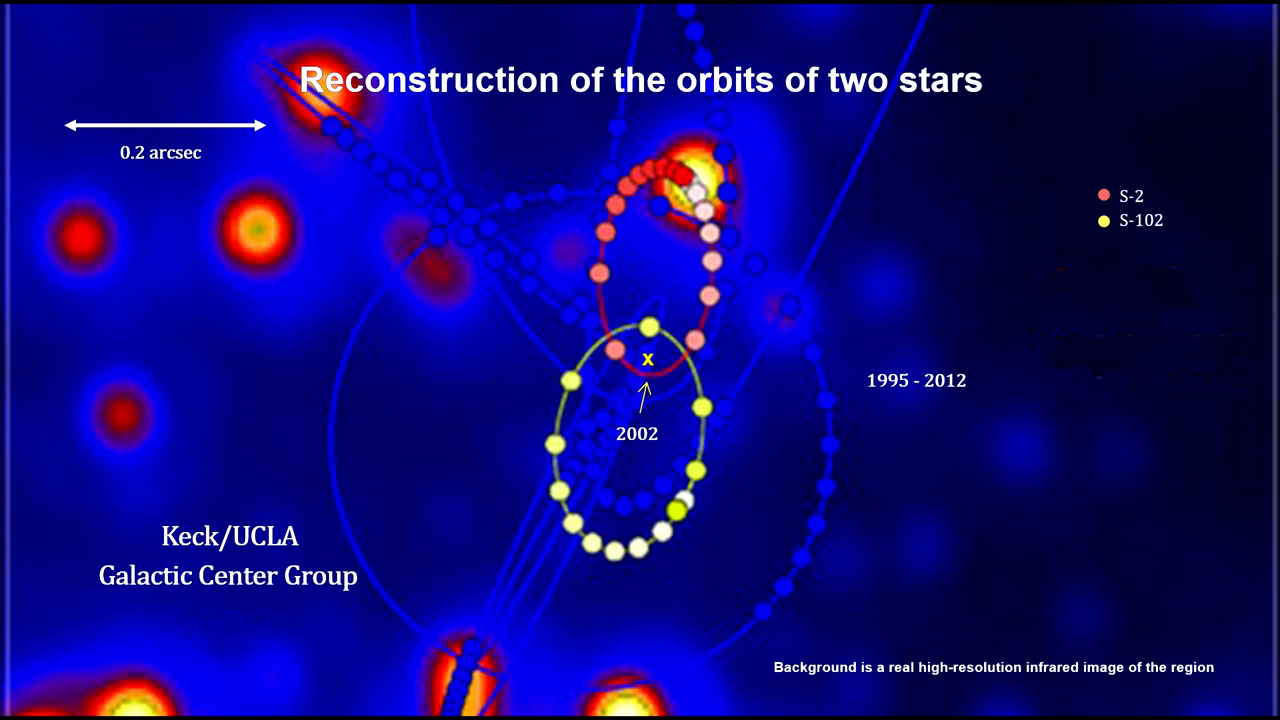 Reconstruction of the orbits of two stars
0.2 arcsec
S-2
S-102
x
1995 - 2012
2002
Keck/UCLA
Galactic Center Group
2002
Background is a real high-resolution infrared image of the region